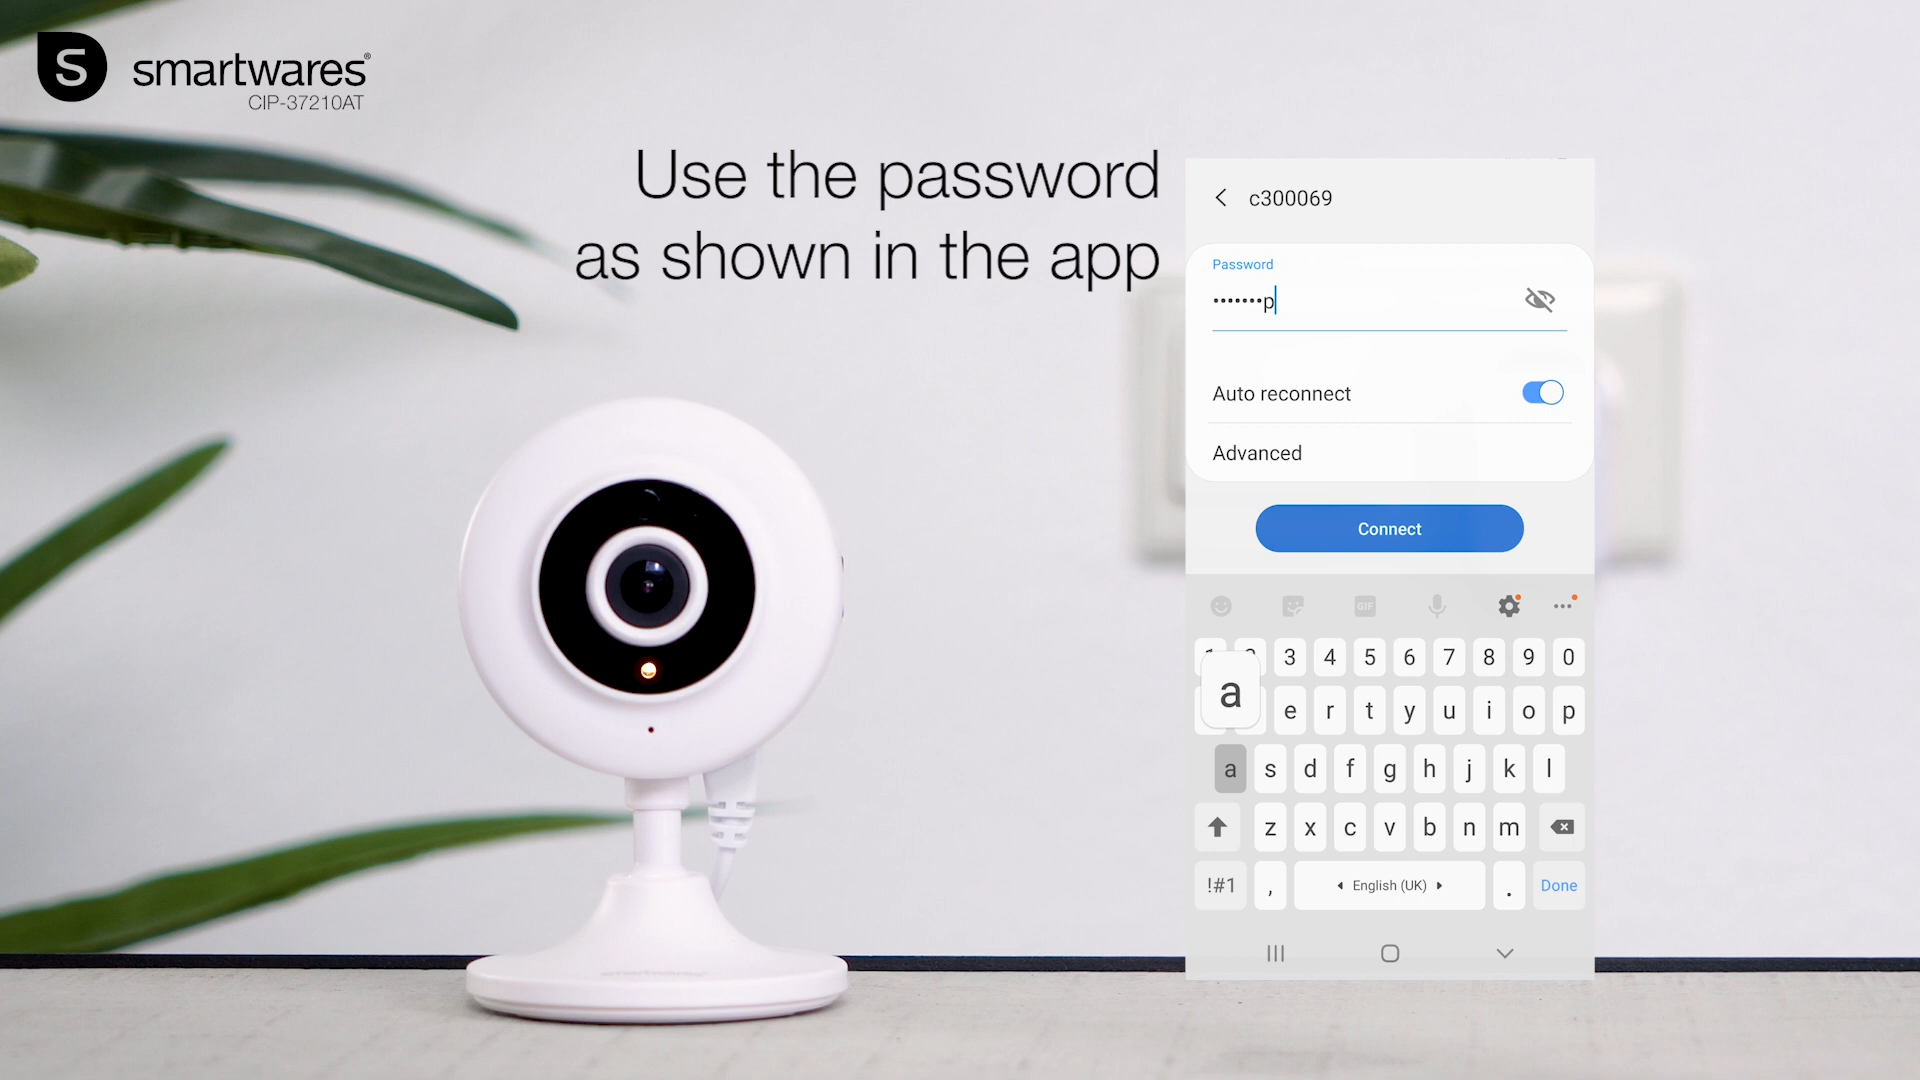 S smartwares®
CIP-37210AT
Use the password
as shown in the app
c300069
Password
•••••••p
Auto reconnect
Advanced
Connect
GIF
3 4 5 6 7 8 9 0
a
e r t y u i o p
a s d f g h j k l
z x c v b n m
!#1 , English (UK) . Done